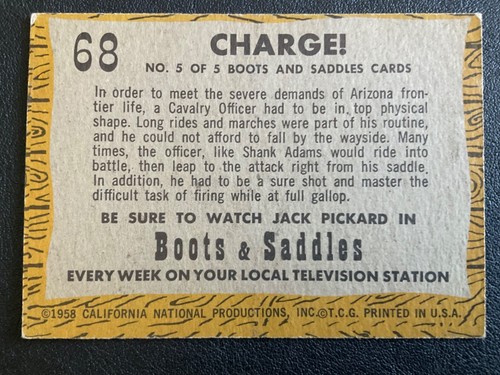 68
CHARGE!
NO. 5 OF 5 BOOTS AND SADDLES CARDS
In order to meet the severe demands of Arizona fron-
tier life, a Cavalry Officer had to be in top physical
shape. Long rides and marches were part of his routine,
and he could not afford to fall by the wayside. Many
times, the officer, like Shank Adams would ride into
battle, then leap to the attack right from his saddle.
In addition, he had to be a sure shot and master the
difficult task of firing while at full gallop.
BE SURE TO WATCH JACK PICKARD IN
Boots & Saddles
EVERY WEEK ON YOUR LOCAL TELEVISION STATION
©1958 CALIFORNIA NATIONAL PRODUCTIONS, INC.©T.C.G. PRINTED IN U.S.A.